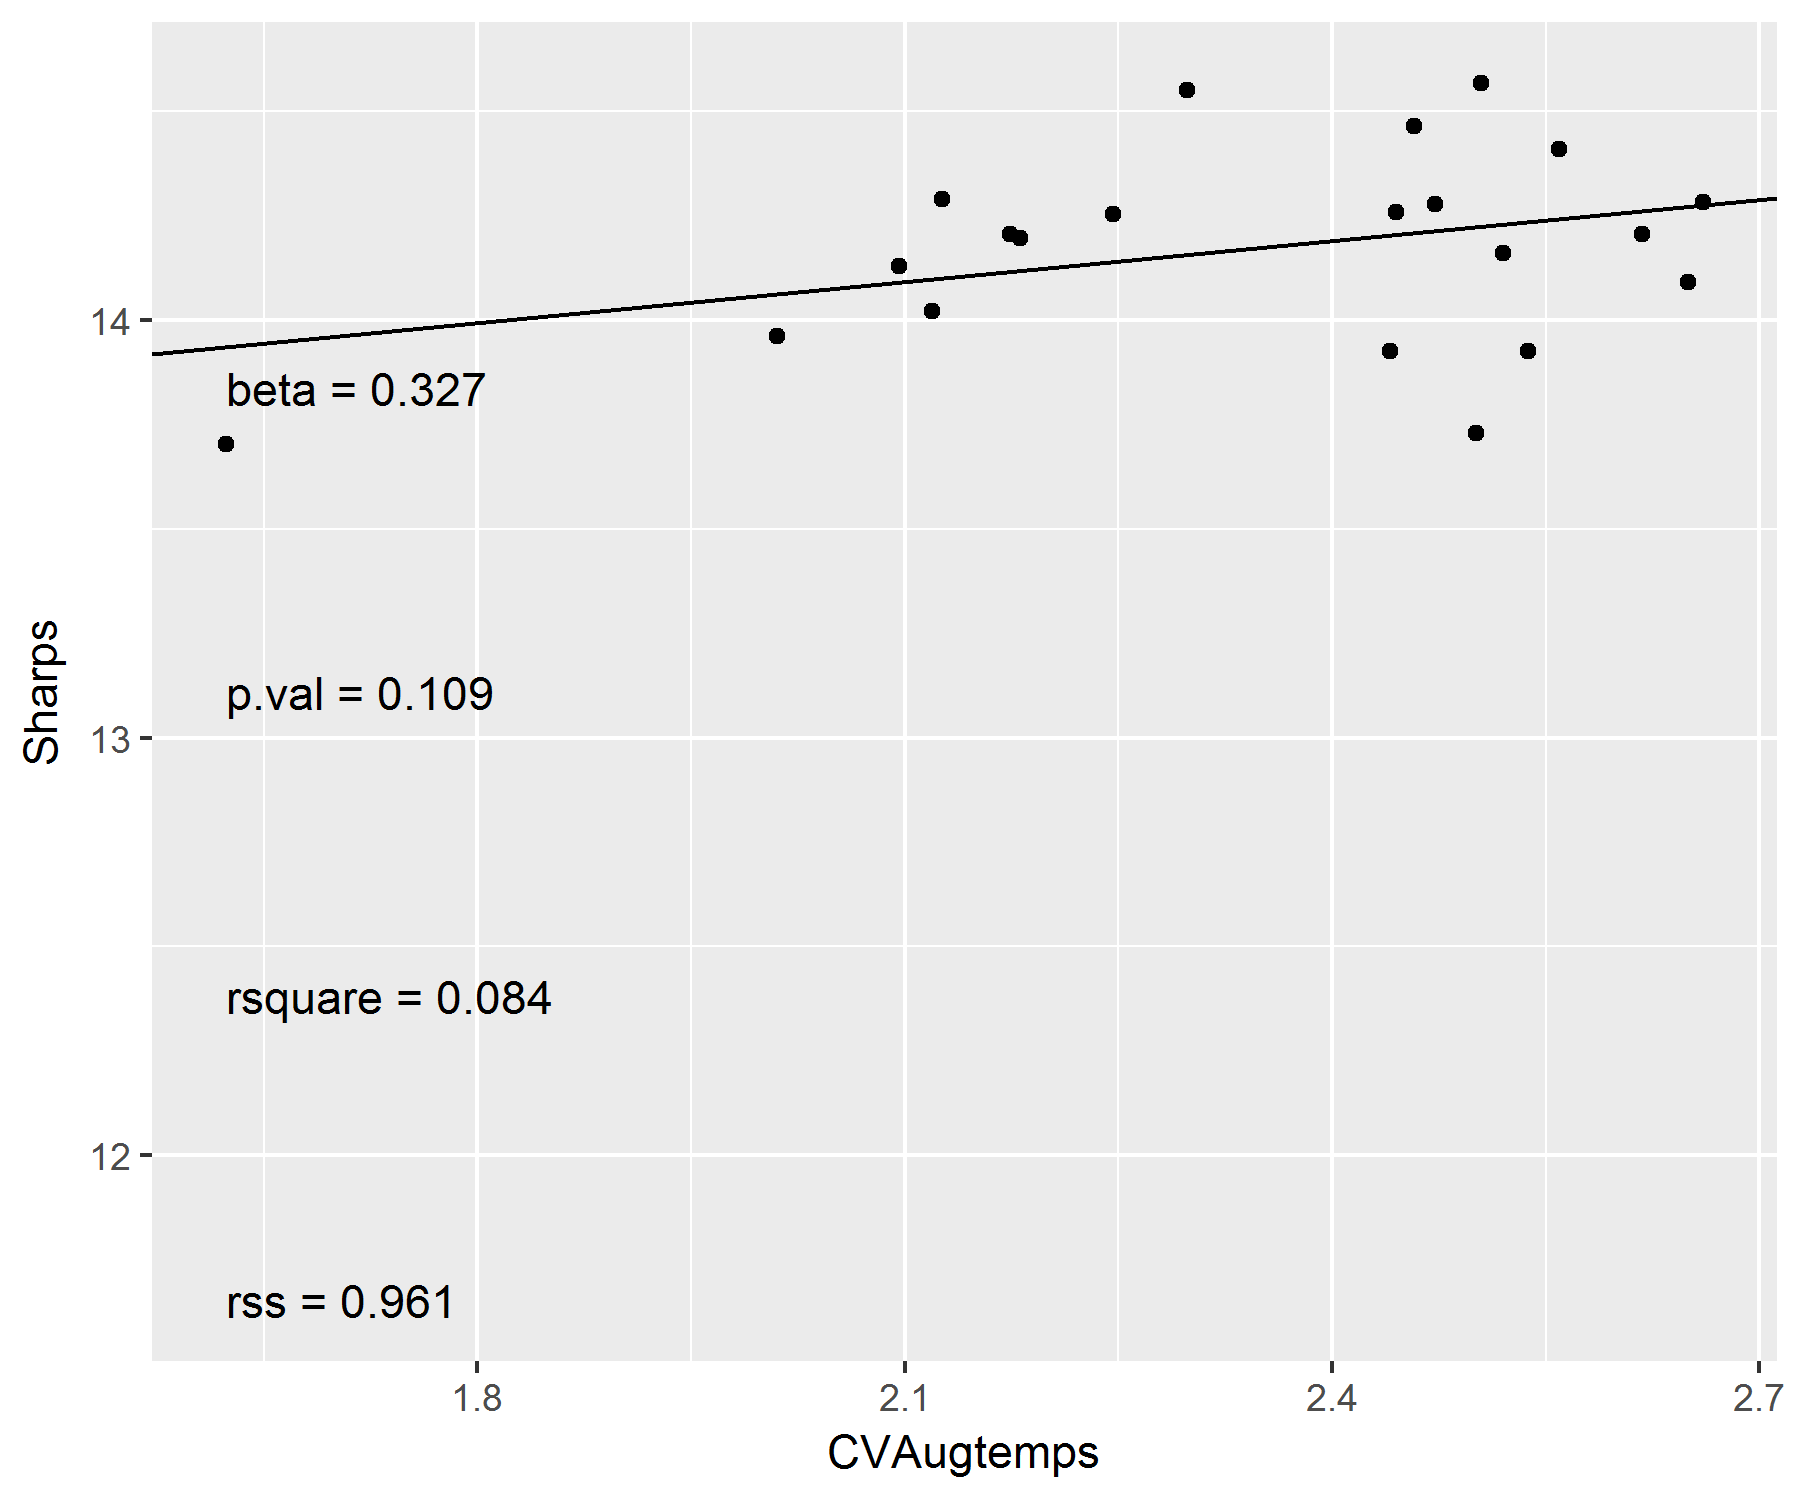 14
beta = 0.327
p.val = 0.109
13
Sharps
rsquare = 0.084
12
rss = 0.961
1.8 2.1 2.4 2.7
CVAugtemps